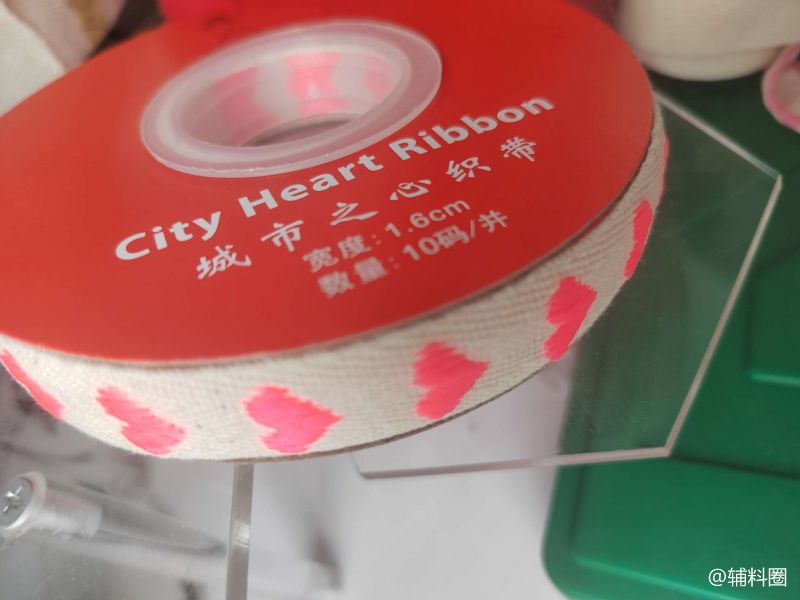 City Heart Ribbon
城市之心织带
宽度:1.6cm
数量:10码/并
@辅料圈